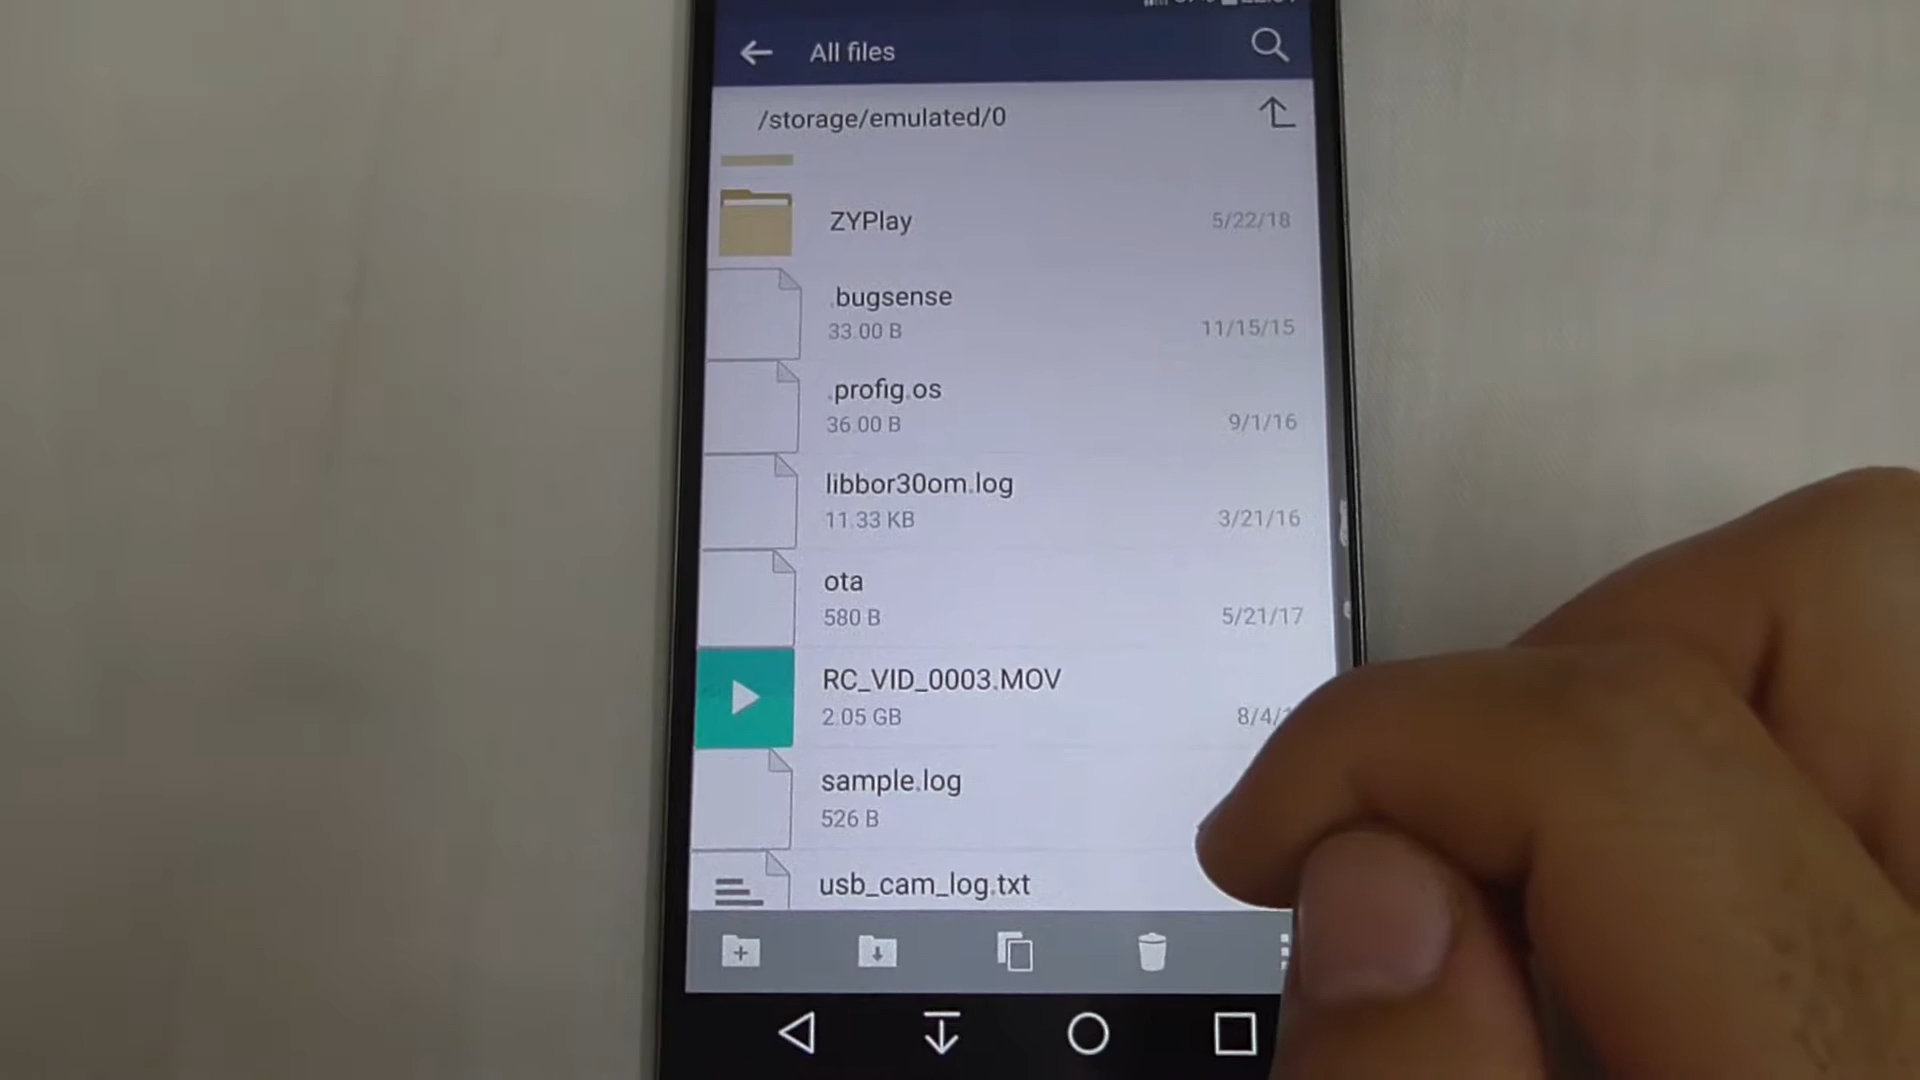 All files
/storage/emulated/0
ZYPlay
5/22/18
.bugsense
33.00 B
11/15/15
.profig.os
36.00 B
9/1/16
libbor30om.log
11.33 KB
3/21/16
ota
580 B
5/21/17
RC_VID_0003.MOV
2.05 GB
8/4/
sample.log
526 B
usb_cam_log.txt